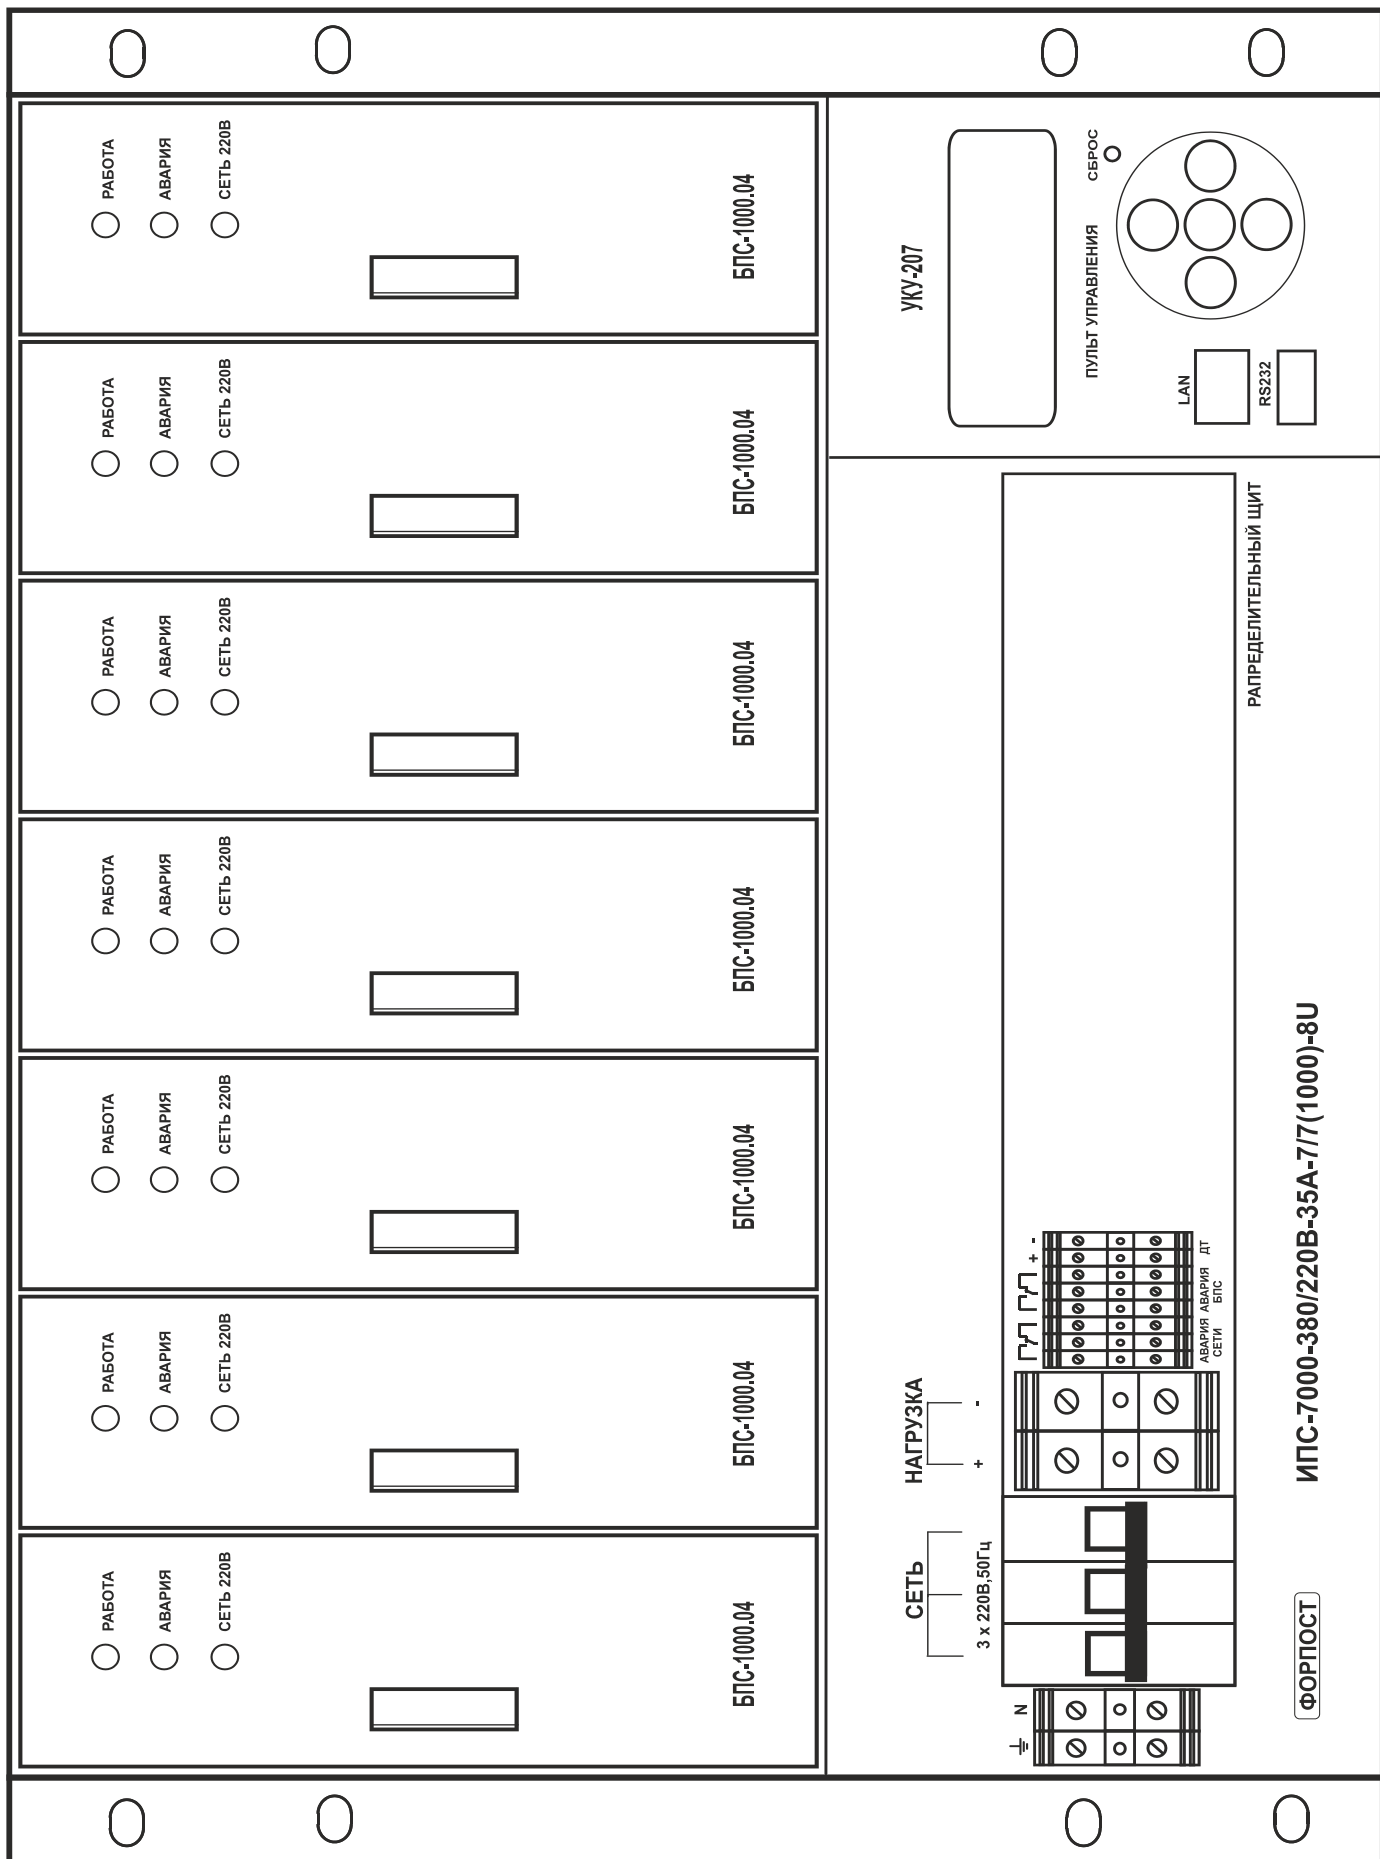 РАБОТА
АВАРИЯ
СЕТЬ 220В
БПС-1000.04
РАБОТА
АВАРИЯ
СЕТЬ 220В
БПС-1000.04
РАБОТА
АВАРИЯ
СЕТЬ 220В
БПС-1000.04
РАБОТА
АВАРИЯ
СЕТЬ 220В
БПС-1000.04
РАБОТА
АВАРИЯ
СЕТЬ 220В
БПС-1000.04
РАБОТА
АВАРИЯ
СЕТЬ 220В
БПС-1000.04
РАБОТА
АВАРИЯ
СЕТЬ 220В
БПС-1000.04
СЕТЬ
3 х 220В,50Гц
N
НАГРУЗКА
+ -
+ -
АВАРИЯ
СЕТИ
АВАРИЯ
БПС
ДТ
РАПРЕДЕЛИТЕЛЬНЫЙ ЩИТ
ФОРПОСТ
ИПС-7000-380/220В-35А-7/7(1000)-8U
УКУ-207
ПУЛЬТ УПРАВЛЕНИЯ
СБРОС
LAN
RS232